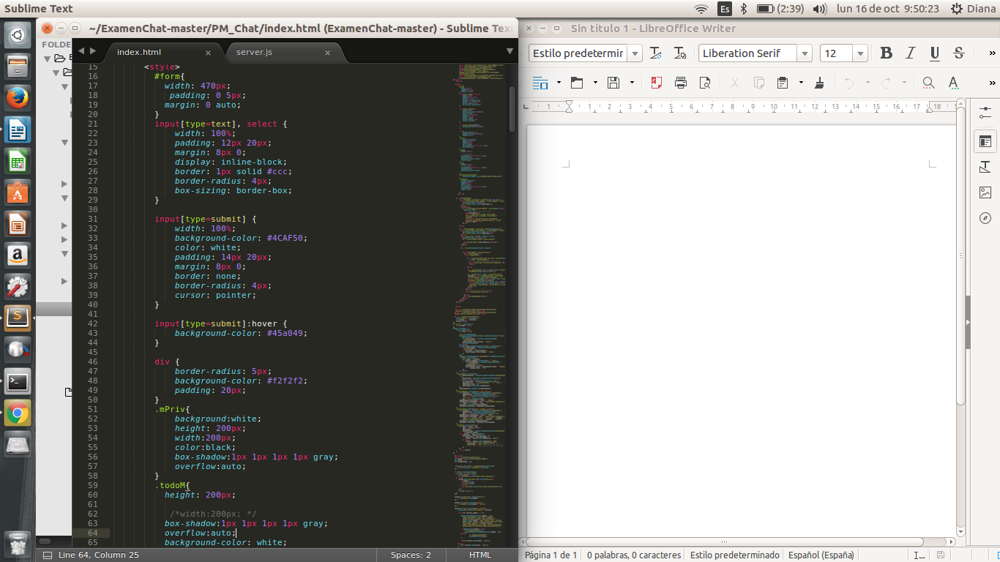 Sublime Text
Es
(2:39)
lun 16 de oct 9:50:23
Diana
~/ExamenChat-master/PM_Chat/index.html (ExamenChat-master) - Sublime Text
Sin título 1 - LibreOffice Writer
FOLDE
index.html
server.js
Estilo predetermir
Liberation Serif
12
15 <style>
16 #form{
17 width: 470px;
18 padding: 0 5px;
19 margin: 0 auto;
20 }
21 input[type=text], select {
22 width: 100%;
23 padding: 12px 20px;
24 margin: 8px 0;
25 display: inline-block;
26 border: 1px solid #ccc;
27 border-radius: 4px;
28 box-sizing: border-box;
29 }
30
31 input[type=submit] {
32 width: 100%;
33 background-color: #4CAF50;
34 color: white;
35 padding: 14px 20px;
36 margin: 8px 0;
37 border: none;
38 border-radius: 4px;
39 cursor: pointer;
40 }
41
42 input[type=submit]:hover {
43 background-color: #45a049;
44 }
45
46 div {
47 border-radius: 5px;
48 background-color: #f2f2f2;
49 padding: 20px;
50 }
51 .mPriv{
52 background:white;
53 height: 200px;
54 width:200px;
55 color:black;
56 box-shadow:1px 1px 1px 1px gray;
57 overflow:auto;
58 }
59 .todoM{
60 height: 200px;
61
62 /*width:200px; */
63 box-shadow:1px 1px 1px 1px gray;
64 overflow:auto;
65 background-color: white;
1 1 2 3 4 5 6 7 8 9 10 11 12 13 14 15 16 17 18
Line 64, Column 25
Spaces: 2
HTML
Página 1 de 1
0 palabras, 0 caracteres
Estilo predeterminado
Español (España)